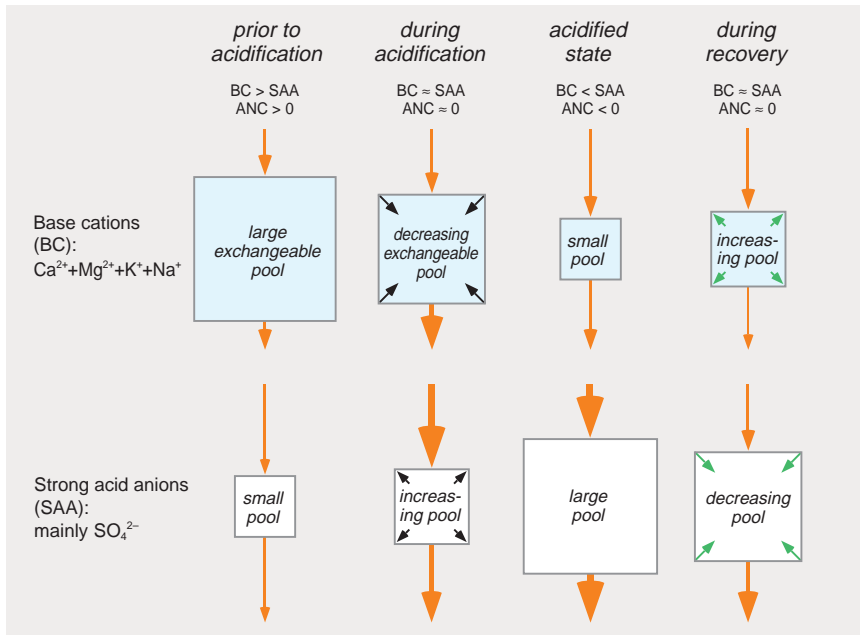 prior to
acidification
during
acidification
acidified
state
during
recovery
BC > SAA
ANC > 0
BC ≈ SAA
ANC ≈ 0
BC < SAA
ANC < 0
BC ≈ SAA
ANC ≈ 0
Base cations
(BC):
Ca²⁺+Mg²⁺+K⁺+Na⁺
large
exchangeable
pool
decreasing
exchangeable
pool
small
pool
increas-
ing pool
Strong acid anions
(SAA):
mainly SO₄²⁻
small
pool
increas-
ing pool
large
pool
decreasing
pool